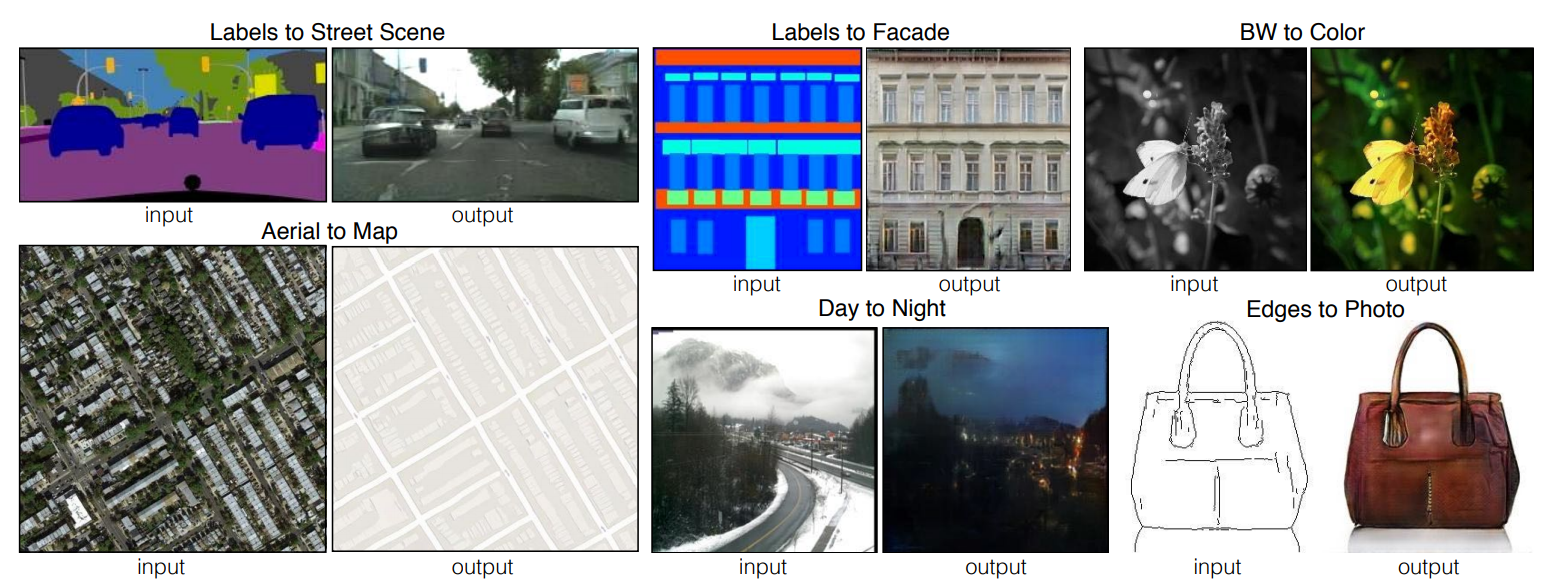 Labels to Street Scene
input
output
Aerial to Map
input
output
Labels to Facade
input
output
Day to Night
input
output
BW to Color
input
output
Edges to Photo
input
output